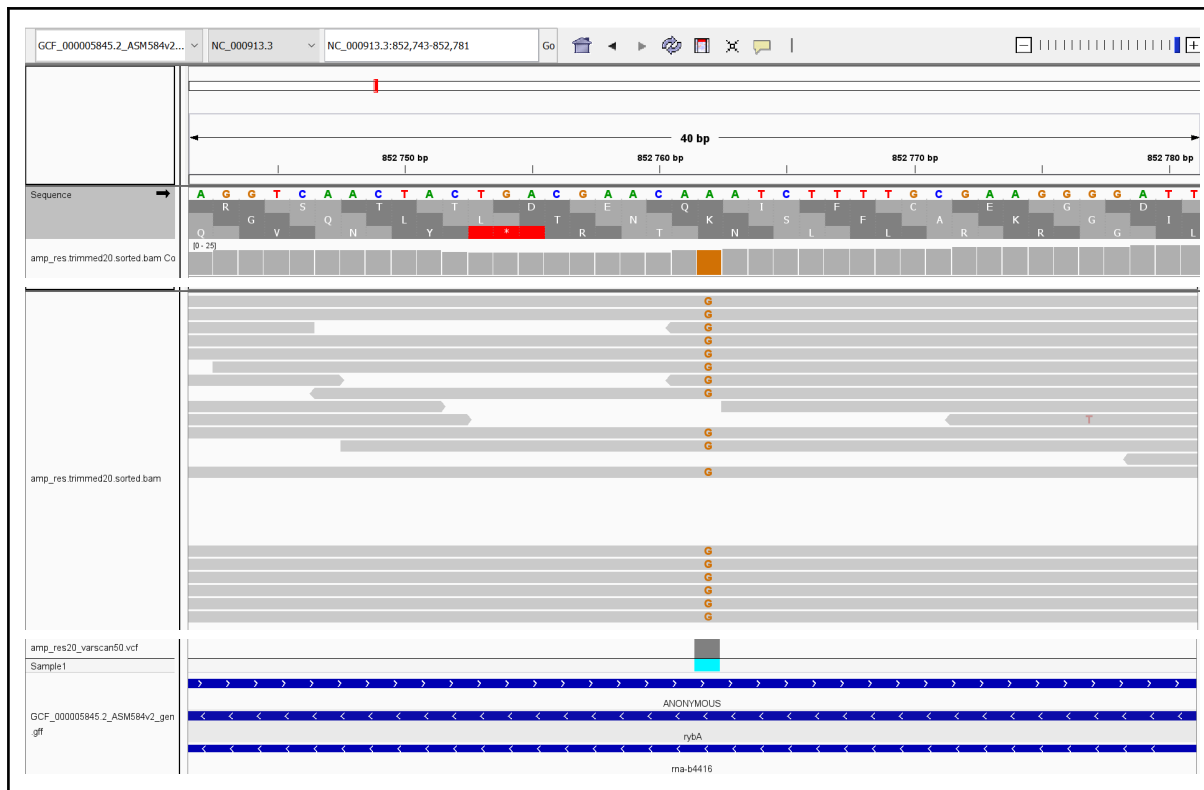 GCF_000005845.2_ASM584v2... NC_000913.3 NC_000913.3:852,743-852,781 Go
40 bp
852 750 bp 852 760 bp 852 770 bp 852 780 bp
Sequence A G G T C A A C T A C T G A C G A A C A A A T C T T T T G C G A A G G G G A T T
R S T T D E Q I F C E G D
G Q L L T N K S F A K G I
Q V N Y * R T N L L R R G L
[0 - 25]
amp_res.trimmed20.sorted.bam Co
G
G
G
G
G
G
G
G
T
G
G
G
amp_res.trimmed20.sorted.bam
G
G
G
G
G
G
amp_res20_varscan50.vcf
Sample1
ANONYMOUS
GCF_000005845.2_ASM584v2_gen
.gff
rybA
rna-b4416